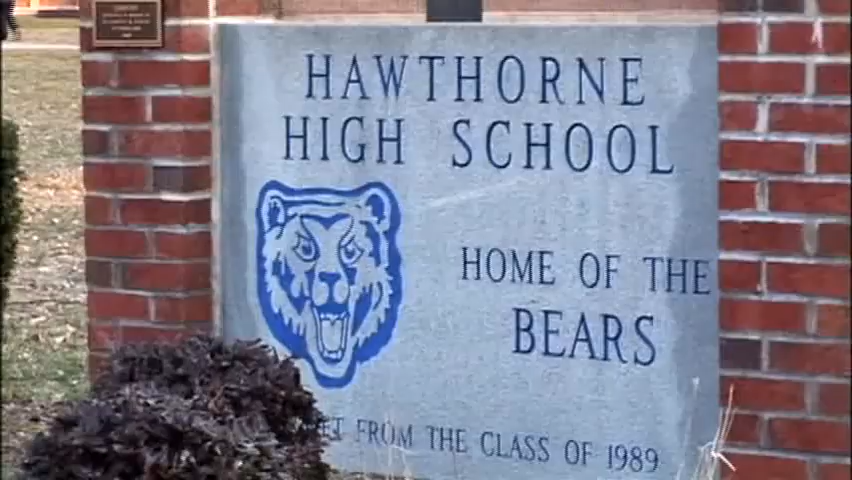 HAWTHORNE
HIGH SCHOOL
HOME OF THE
BEARS
FROM THE CLASS OF 1989